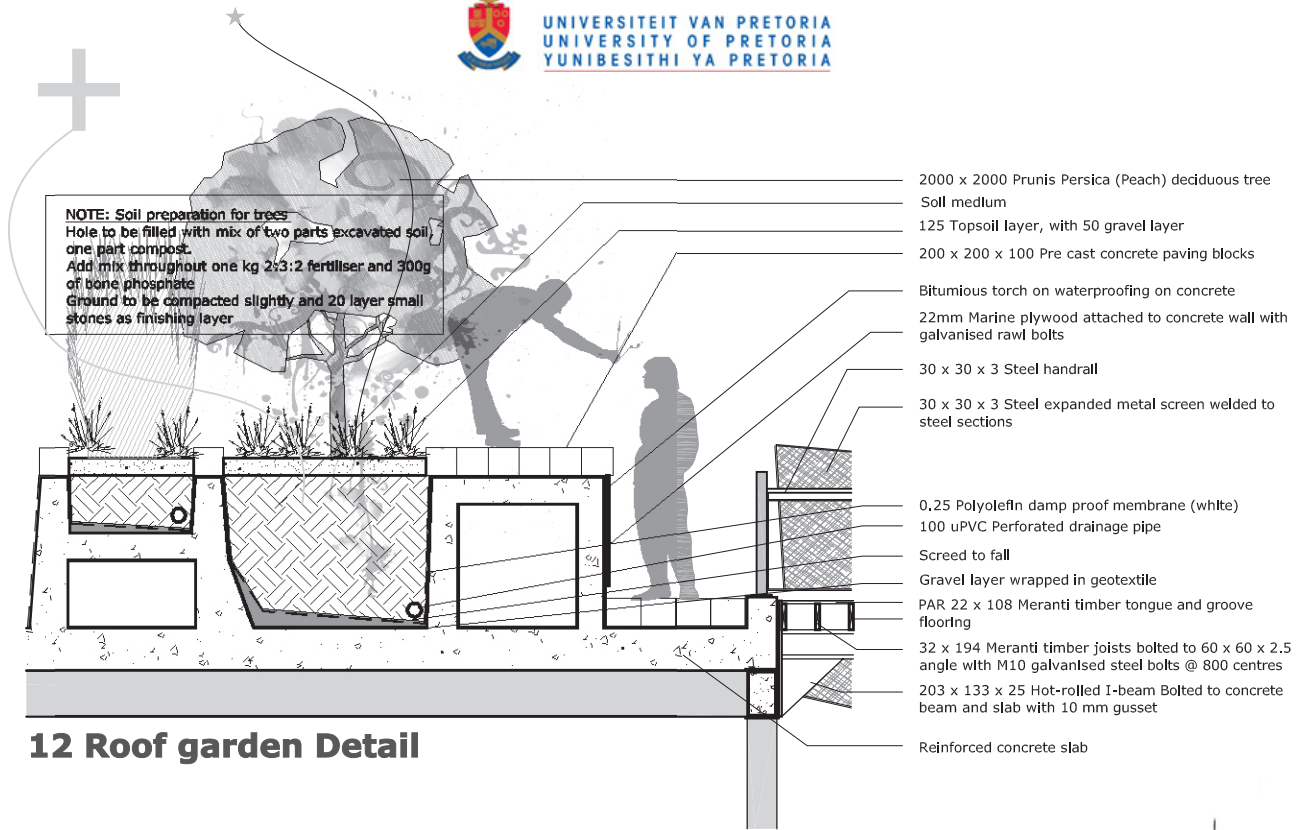 UNIVERSITEIT VAN PRETORIA
UNIVERSITY OF PRETORIA
YUNIBESITHI YA PRETORIA
NOTE: Soil preparation for trees
Hole to be filled with mix of two parts excavated soil,
one part compost.
Add mix throughout one kg 2:3:2 fertiliser and 300g
of bone phosphate
Ground to be compacted slightly and 20 layer small
stones as finishing layer
2000 x 2000 Prunis Persica (Peach) deciduous tree
Soil medium
125 Topsoil layer, with 50 gravel layer
200 x 200 x 100 Pre cast concrete paving blocks
Bitumious torch on waterproofing on concrete
22mm Marine plywood attached to concrete wall with
galvanised rawl bolts
30 x 30 x 3 Steel handrail
30 x 30 x 3 Steel expanded metal screen welded to
steel sections
0.25 Polyolefin damp proof membrane (white)
100 uPVC Perforated drainage pipe
Screed to fall
Gravel layer wrapped in geotextile
PAR 22 x 108 Meranti timber tongue and groove
flooring
32 x 194 Meranti timber joists bolted to 60 x 60 x 2.5
angle with M10 galvanised steel bolts @ 800 centres
203 x 133 x 25 Hot-rolled I-beam Bolted to concrete
beam and slab with 10 mm gusset
Reinforced concrete slab
12 Roof garden Detail